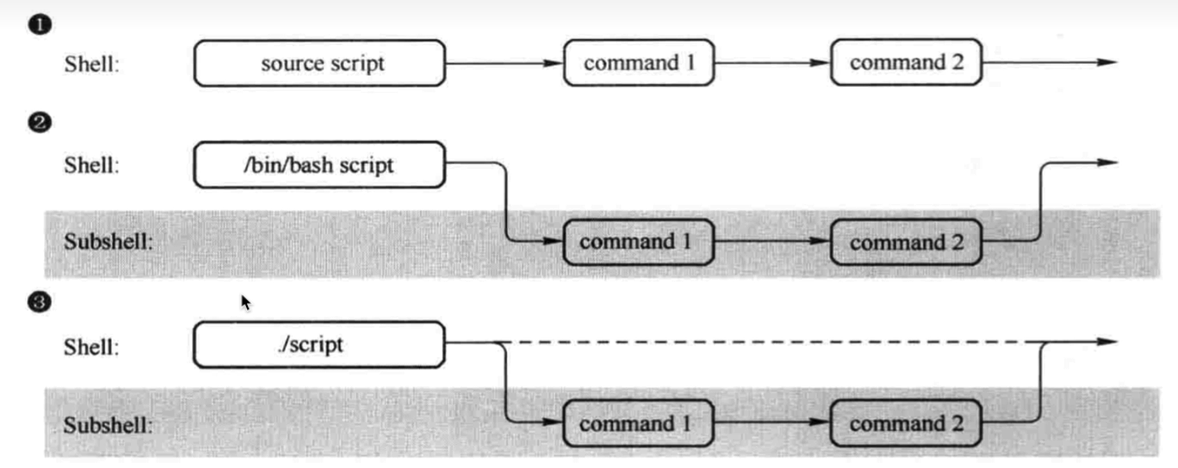 ❶
Shell: source script command 1 command 2
❷
Shell: /bin/bash script
Subshell: command 1 command 2
❸
Shell: ./script
Subshell: command 1 command 2